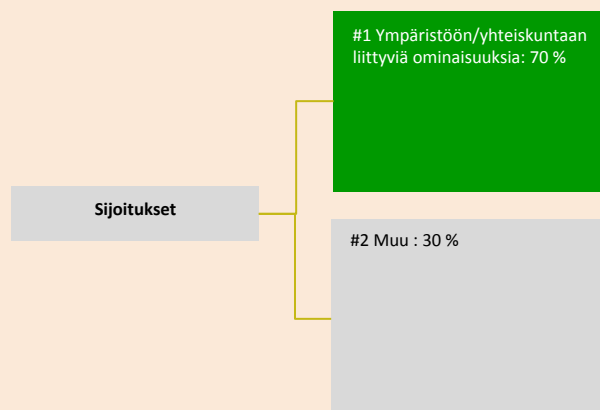 #1 Ympäristöön/yhteiskuntaan
liittyviä ominaisuuksia: 70 %
Sijoitukset
#2 Muu : 30 %